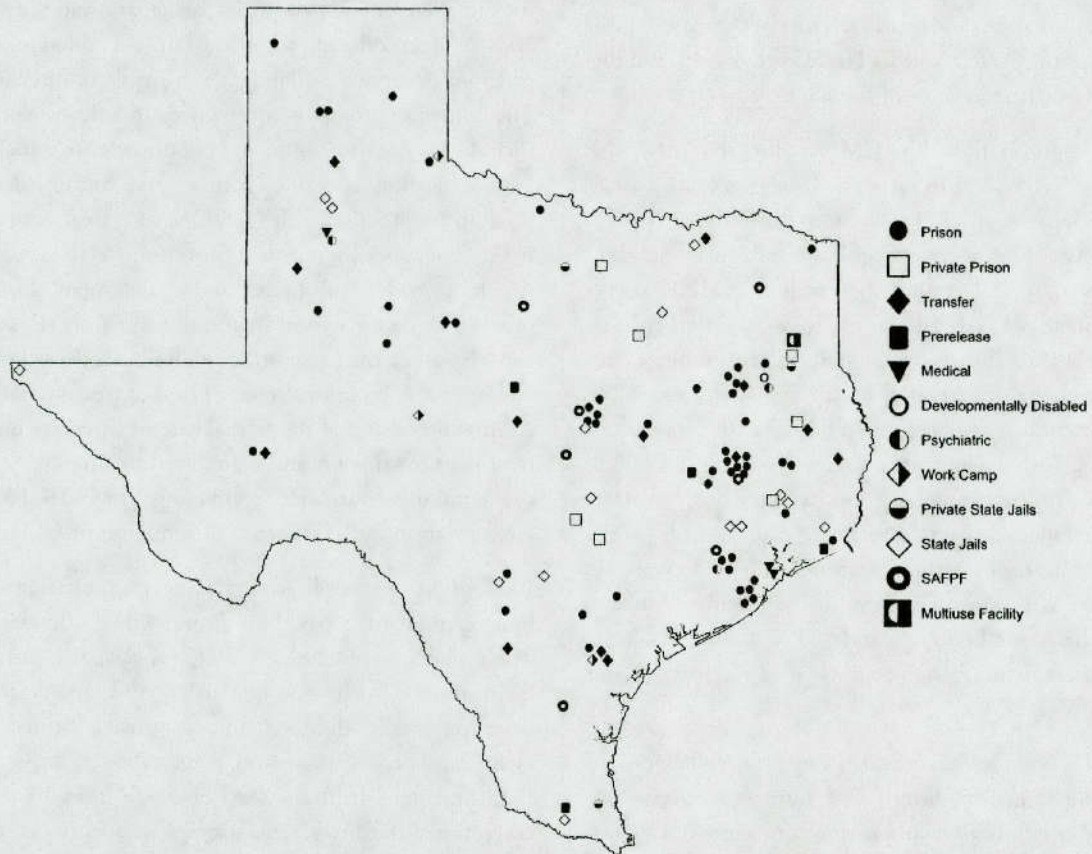 Prison
Private Prison
Transfer
Prerelease
Medical
Developmentally Disabled
Psychiatric
Work Camp
Private State Jails
State Jails
SAFPF
Multiuse Facility